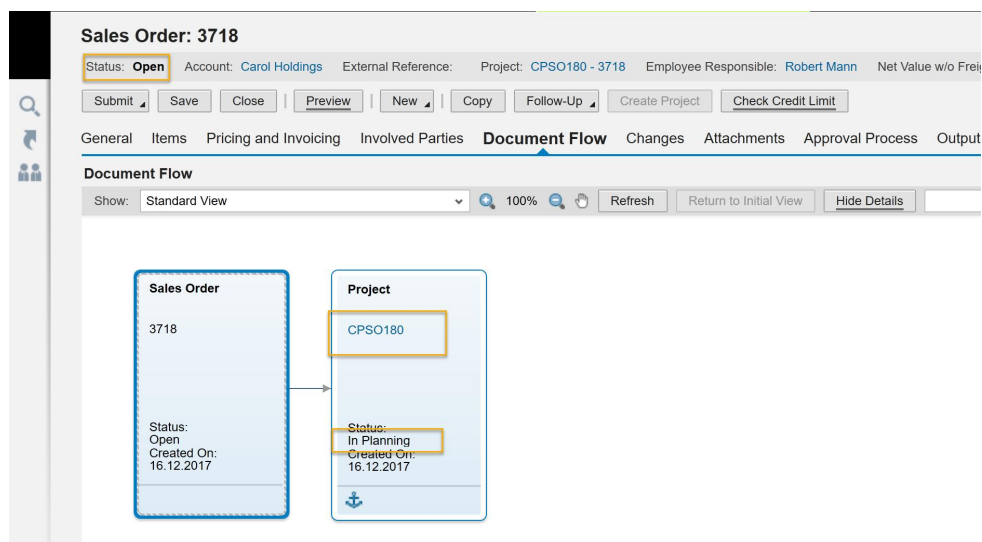 Sales Order: 3718
Status: Open Account: Carol Holdings External Reference: Project: CPSO180 - 3718 Employee Responsible: Robert Mann Net Value w/o Frei
Submit Save Close Preview New Copy Follow-Up Create Project Check Credit Limit
General Items Pricing and Invoicing Involved Parties Document Flow Changes Attachments Approval Process Output
Document Flow
Show: Standard View 100% Refresh Return to Initial View Hide Details
Sales Order
3718
Status:
Open
Created On:
16.12.2017
Project
CPSO180
Status:
In Planning
Created On:
16.12.2017